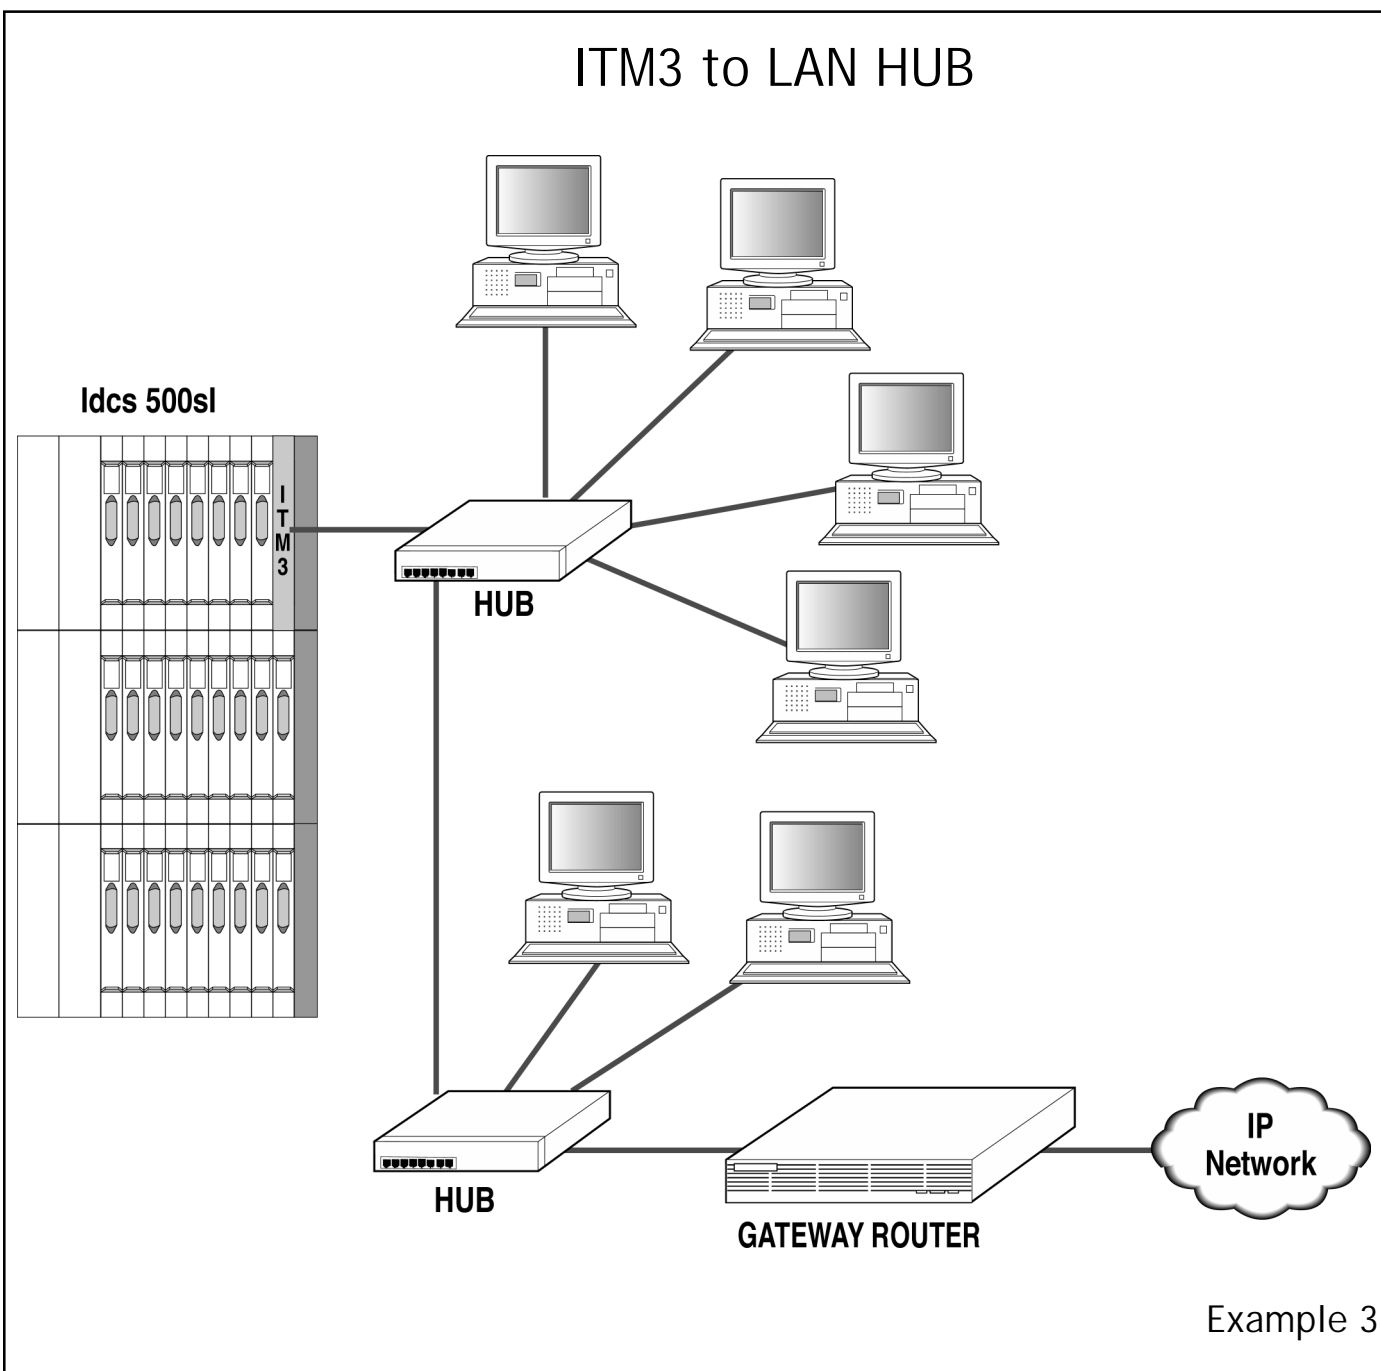 ITM3 to LAN HUB
Idcs 500sl
I
T
M
3
HUB
HUB
GATEWAY ROUTER
IP
Network
Example 3